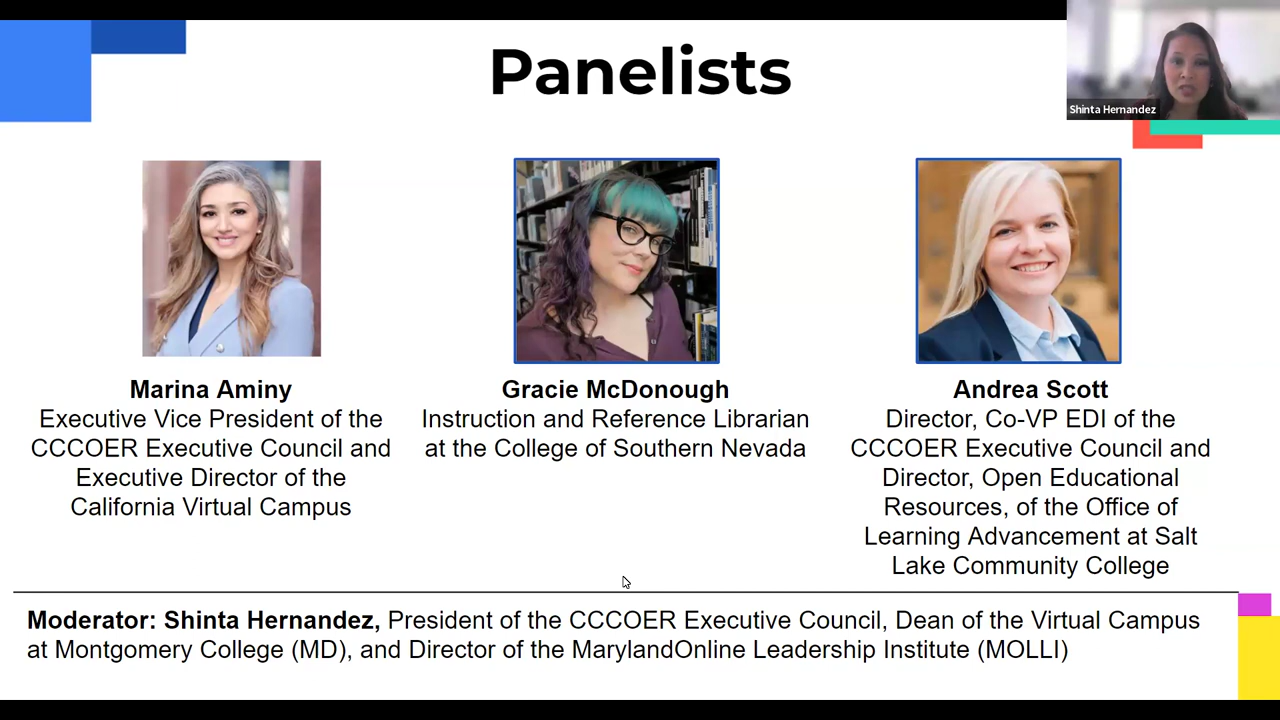 Panelists
Shinta Hernandez
Marina Aminy
Executive Vice President of the
CCCOER Executive Council and
Executive Director of the
California Virtual Campus
Gracie McDonough
Instruction and Reference Librarian
at the College of Southern Nevada
Andrea Scott
Director, Co-VP EDI of the
CCCOER Executive Council and
Director, Open Educational
Resources, of the Office of
Learning Advancement at Salt
Lake Community College
Moderator: Shinta Hernandez, President of the CCCOER Executive Council, Dean of the Virtual Campus
at Montgomery College (MD), and Director of the MarylandOnline Leadership Institute (MOLLI)